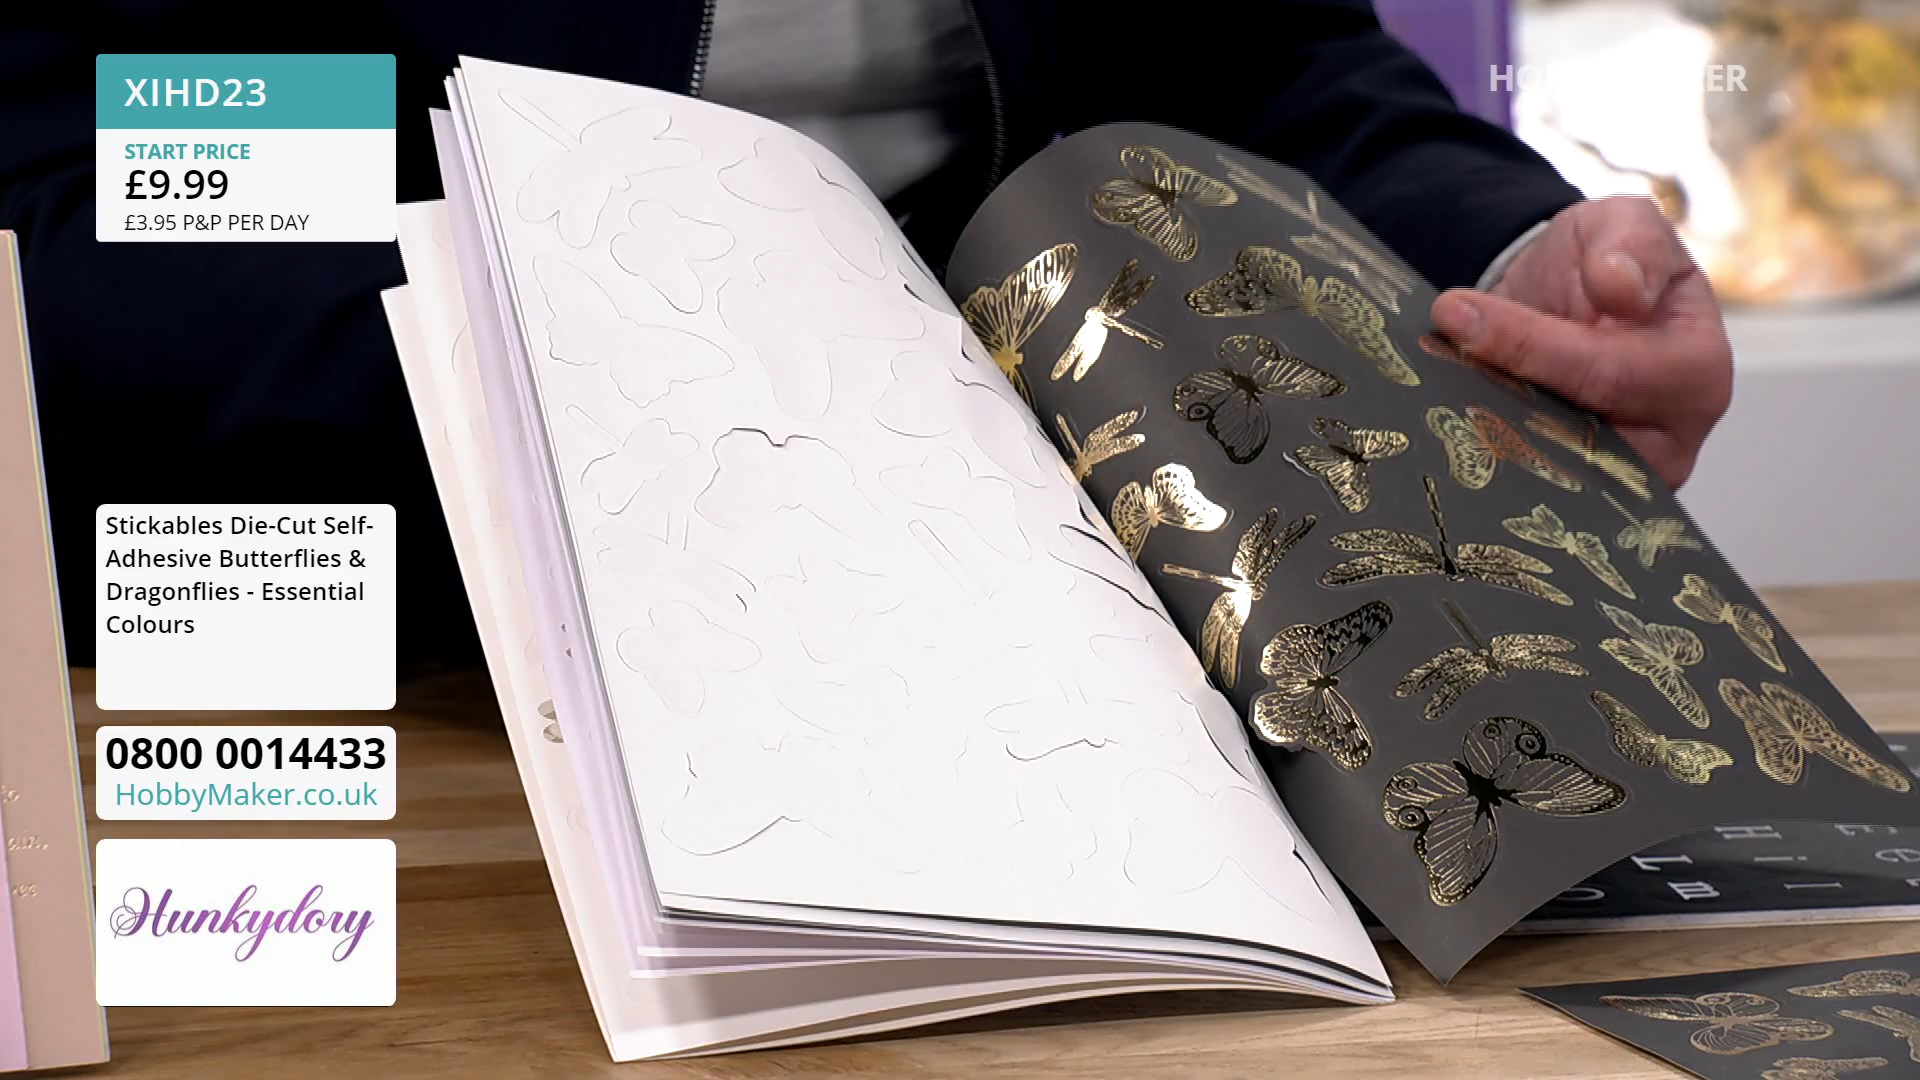 XIHD23
START PRICE
£9.99
£3.95 P&P PER DAY
Stickables Die-Cut Self-
Adhesive Butterflies &
Dragonflies - Essential
Colours
0800 0014433
HobbyMaker.co.uk
Hunkydory